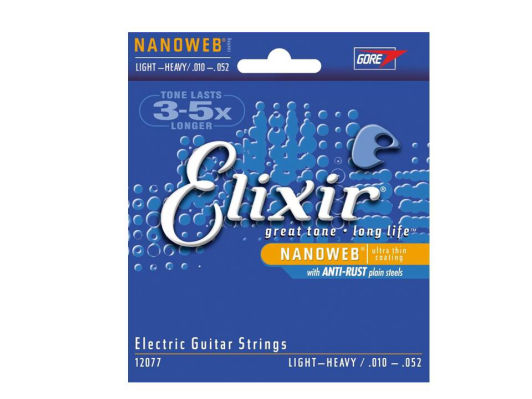 NANOWEB®
LIGHT–HEAVY/.010–.052
GORE
TONE LASTS
3-5x
LONGER
Elixir®
great tone • long life™
NANOWEB® ultra thin coating
with ANTI-RUST plain steels
Electric Guitar Strings
12077
LIGHT–HEAVY / .010 – .052